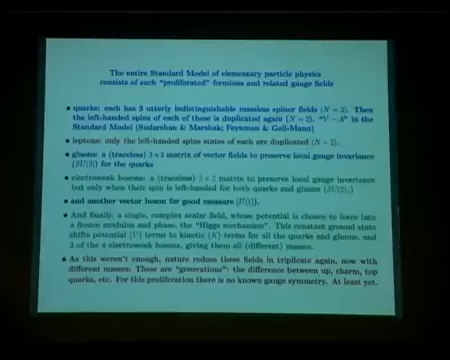 The entire Standard Model of elementary particle physics
consists of such "proliferated" fermions and related gauge fields
• quarks: each has 3 utterly indistinguishable massless spinor fields (N = 3). Then
the left-handed spins of each of these is duplicated again (N = 2). "V − A" in the
Standard Model (Sudarshan & Marshak; Feynman & Gell-Mann)
• leptons: only the left-handed spins states of each are duplicated (N = 2).
• gluons: a (traceless) 3 × 3 matrix of vector fields to preserve local gauge invariance
(SU(3)) for the quarks
• electroweak bosons: a (traceless) 2 × 2 matrix to preserve local gauge invariance
but only when their spin is left-handed for both quarks and gluons (SU(2).)
• and another vector boson for good measure (U(1)).
• And finally, a single, complex scalar field, whose potential is chosen to force into
a frozen modulus and phase, the "Higgs mechanism". This constant ground state
shifts potential (V) terms to kinetic (K) terms for all the quarks and gluons, and
3 of the 4 electroweak bosons, giving them all (different) masses.
• As this weren't enough, nature redoes these fields in triplicate again, now with
different masses: These are "generations": the difference between up, charm, top
quarks, etc. For this proliferation there is no known gauge symmetry. At least yet.